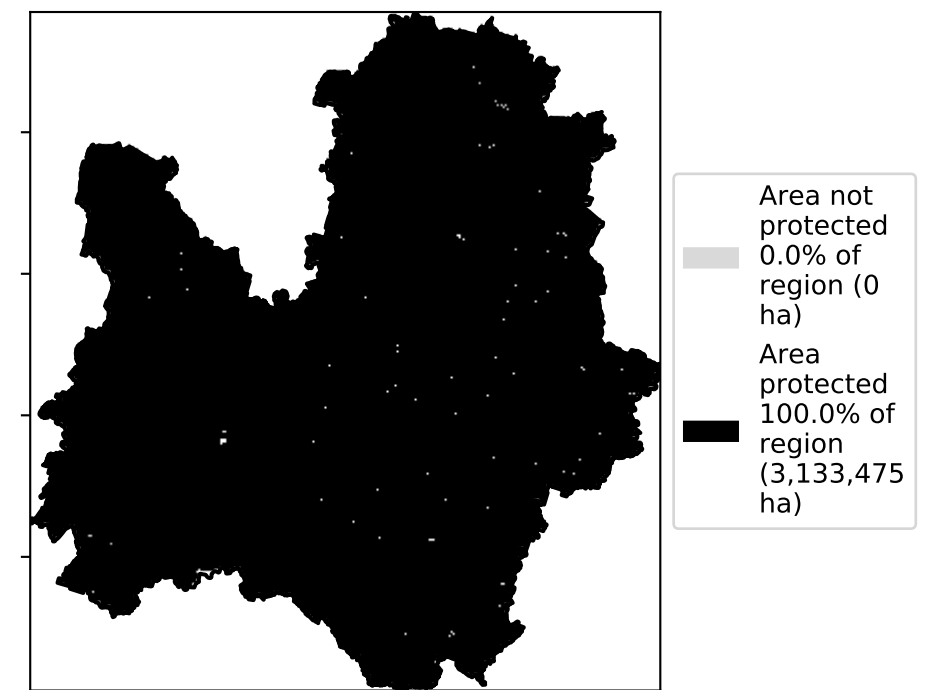 Area not
protected
0.0% of
region (0
ha)
Area
protected
100.0% of
region
(3,133,475
ha)